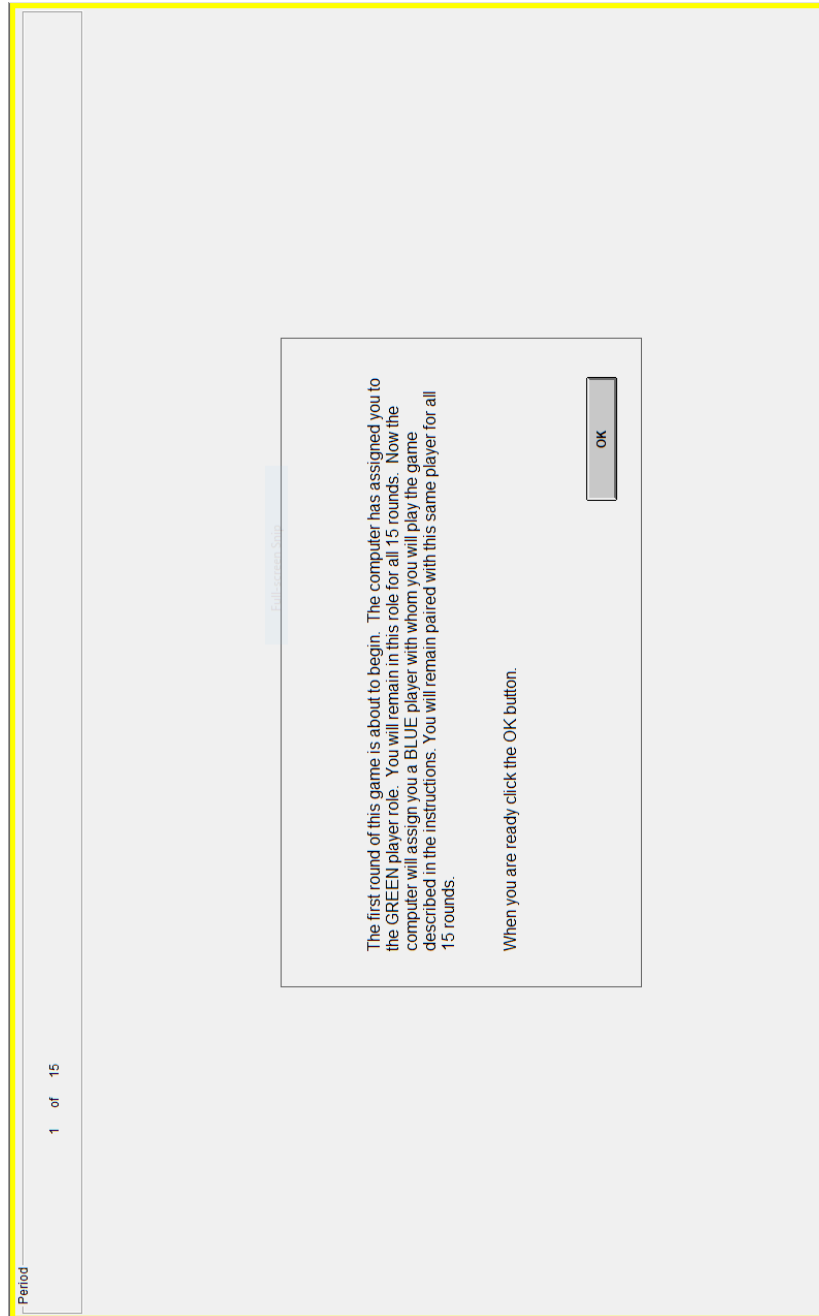 Period
1 of 15
Full-screen Snip
The first round of this game is about to begin. The computer has assigned you to
the GREEN player role. You will remain in this role for all 15 rounds. Now the
computer will assign you a BLUE player with whom you will play the game
described in the instructions. You will remain paired with this same player for all
15 rounds.
When you are ready click the OK button.
OK